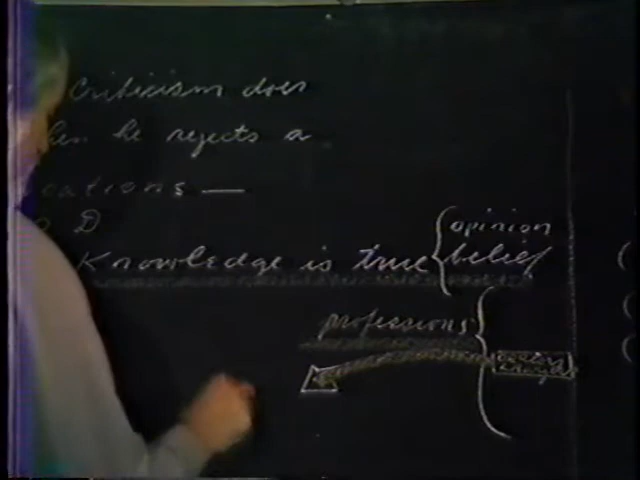 Criticism does
he rejects a
cations —
D
Knowledge is true { opinion
belief
professions {